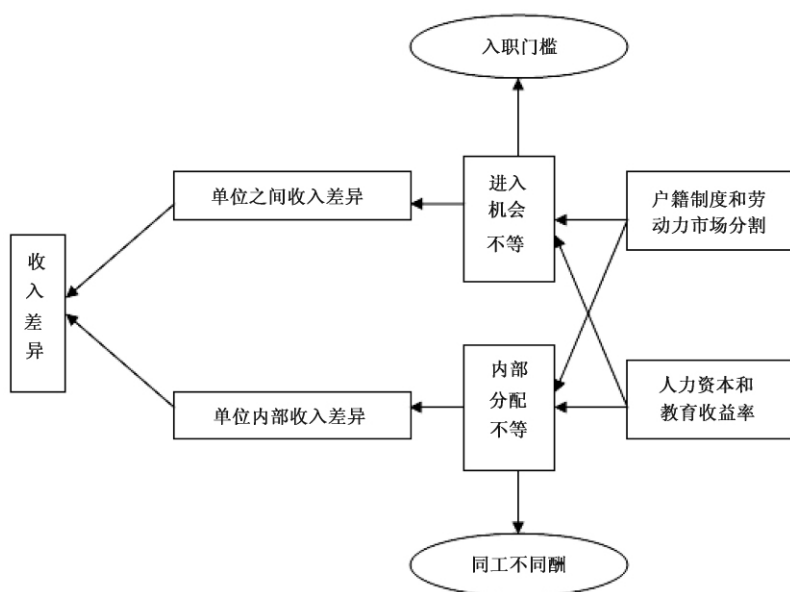 入职门槛
单位之间收入差异
进入
机会
不等
户籍制度和劳
动力市场分割
收
入
差
异
单位内部收入差异
内部
分配
不等
人力资本和
教育收益率
同工不同酬